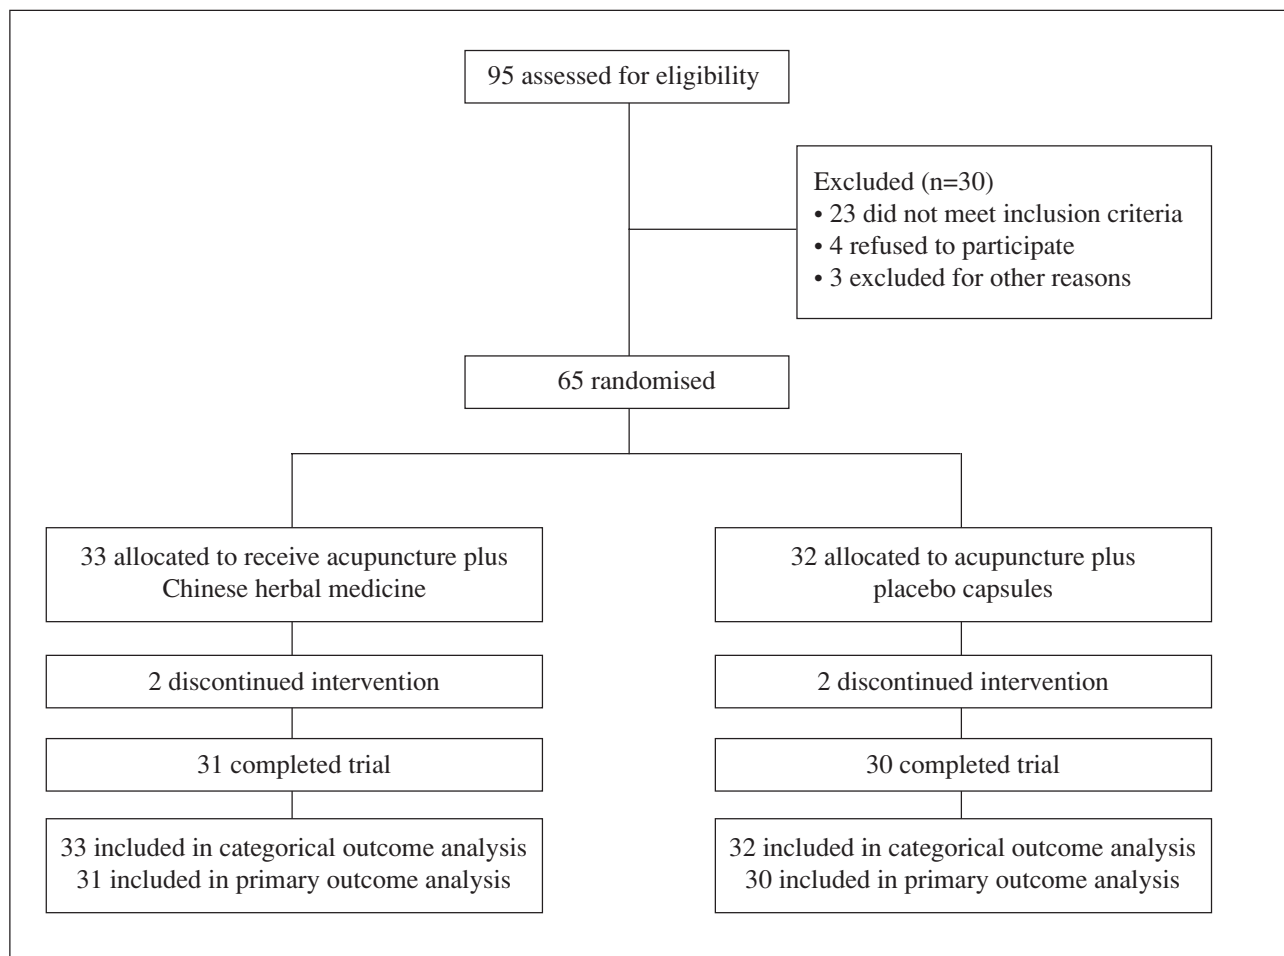 95 assessed for eligibility
Excluded (n=30)
• 23 did not meet inclusion criteria
• 4 refused to participate
• 3 excluded for other reasons
65 randomised
33 allocated to receive acupuncture plus
Chinese herbal medicine
32 allocated to acupuncture plus
placebo capsules
2 discontinued intervention
2 discontinued intervention
31 completed trial
30 completed trial
33 included in categorical outcome analysis
31 included in primary outcome analysis
32 included in categorical outcome analysis
30 included in primary outcome analysis